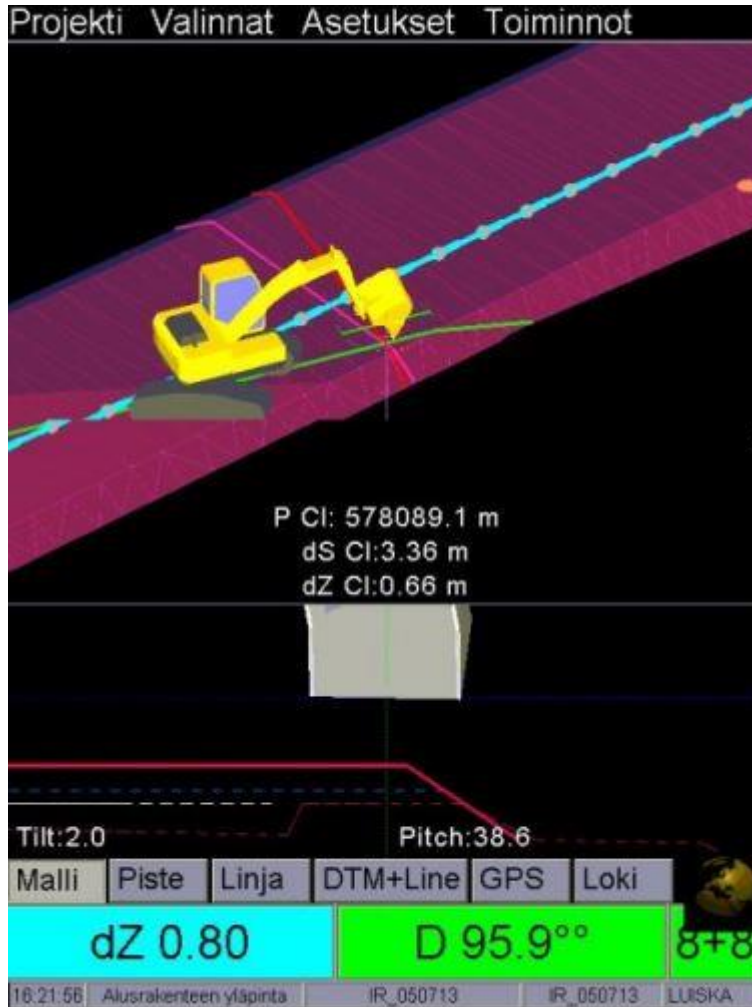 Projekti Valinnat Asetukset Toiminnot
P Cl: 578089.1 m
dS Cl:3.36 m
dZ Cl:0.66 m
Tilt:2.0 Pitch:38.6
Malli Piste Linja DTM+Line GPS Loki
dZ 0.80 D 95.9°° 8+8
16:21:56 Alusrakenteen yläpinta IR_050713 IR_050713 LUISKA